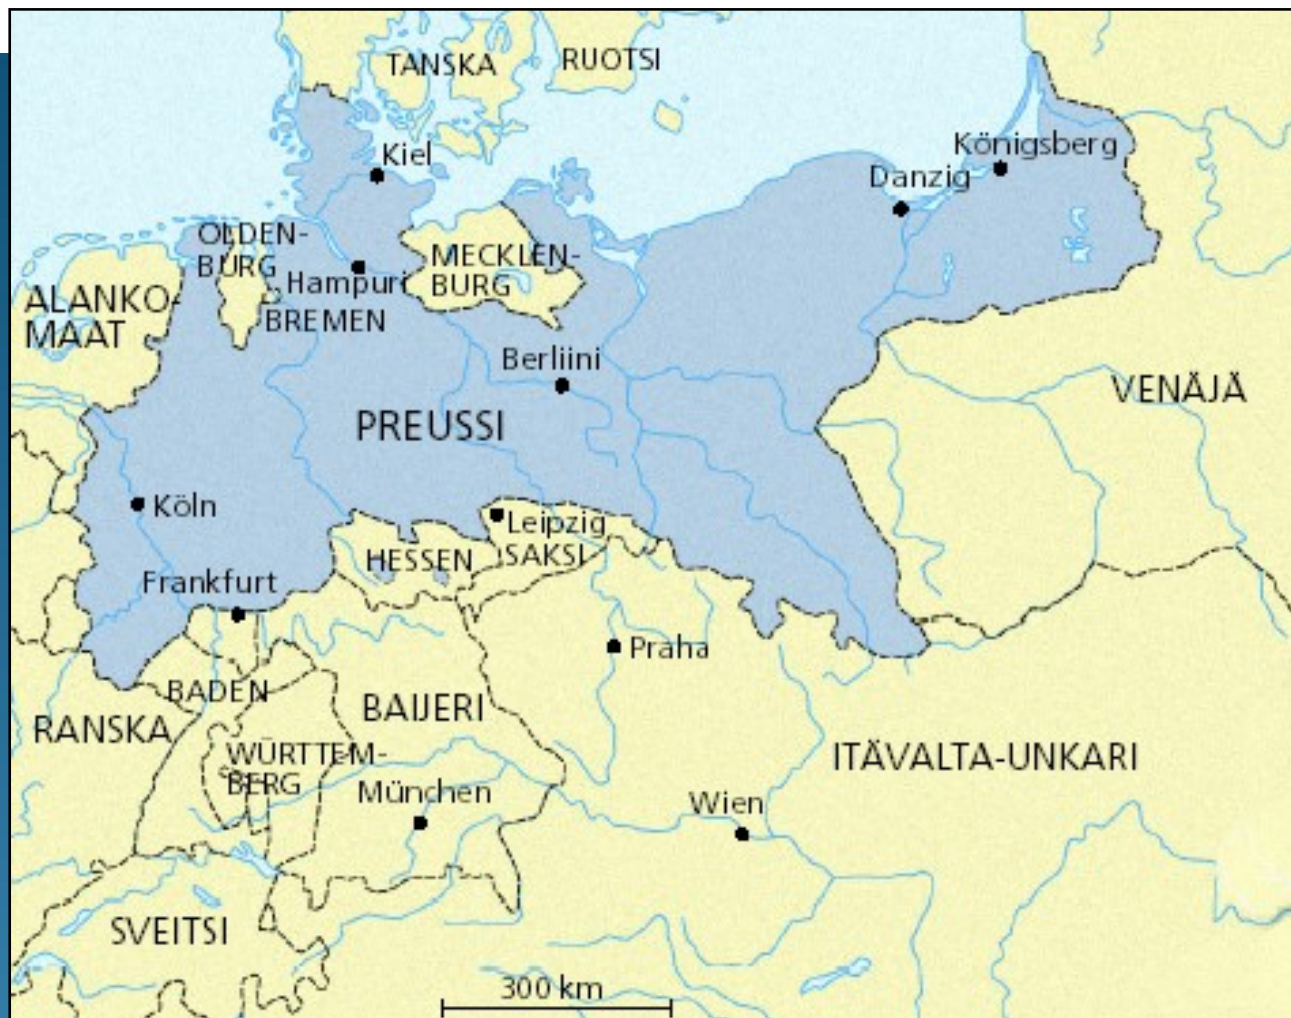 TANSKA
RUOTSI
Kiel
Königsberg
Danzig
OLDEN-
BURG
MECKLEN-
BURG
Hampuri
ALANKO-
MAAT
BREMEN
Berliini
VENÄJÄ
PREUSSI
Köln
Leipzig
HESSEN
SAKSI
Frankfurt
Praha
BADEN
BAIJERI
RANSKA
WÜRTTEM-
BERG
ITÄVALTA-UNKARI
München
Wien
SVEITSI
300 km